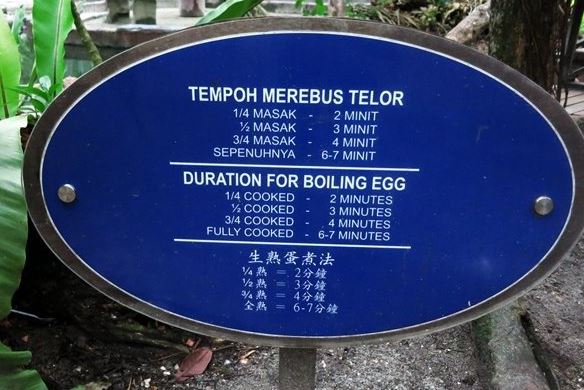 TEMPOH MEREBUS TELOR
1/4 MASAK - 2 MINIT
½ MASAK - 3 MINIT
3/4 MASAK - 4 MINIT
SEPENUHNYA - 6-7 MINIT
DURATION FOR BOILING EGG
1/4 COOKED - 2 MINUTES
½ COOKED - 3 MINUTES
3/4 COOKED - 4 MINUTES
FULLY COOKED - 6-7 MINUTES
生熟蛋煮法
¼ 熟 = 2分鐘
½ 熟 = 3分鐘
¾ 熟 = 4分鐘
全熟 = 6-7分鐘